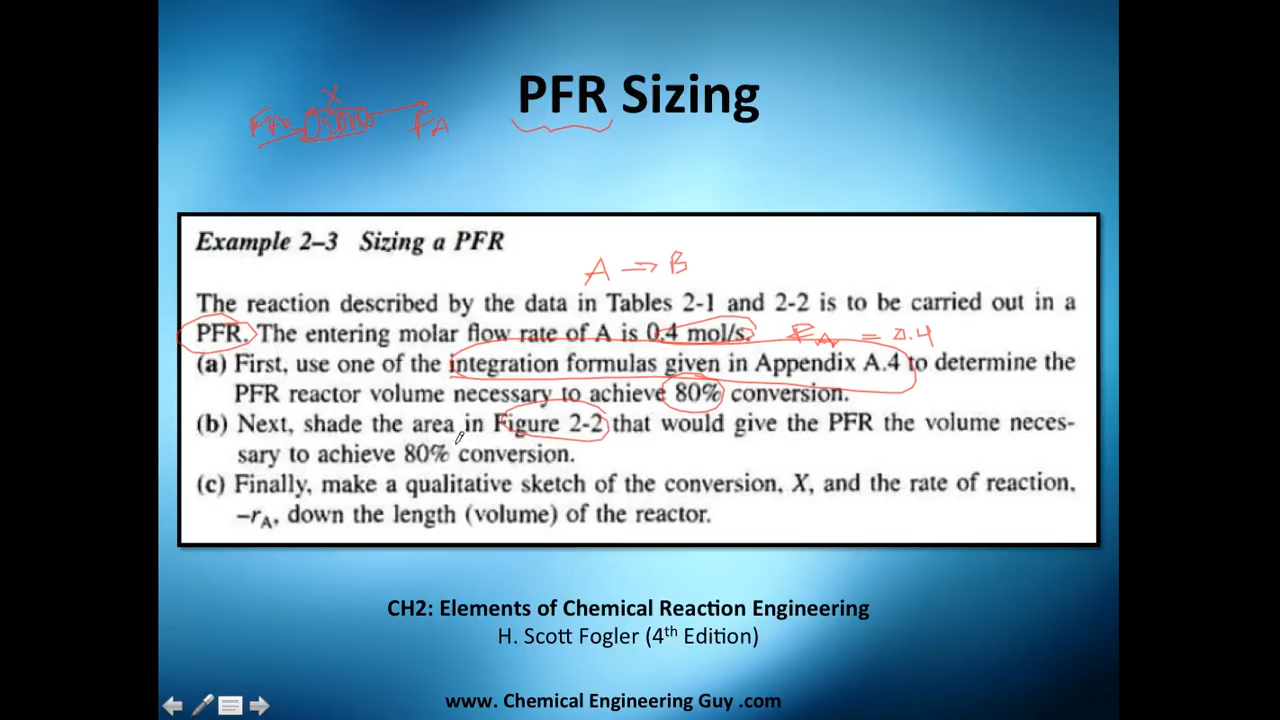 PFR Sizing
X
FA0
FA
Example 2–3 Sizing a PFR
A → B
The reaction described by the data in Tables 2-1 and 2-2 is to be carried out in a
PFR. The entering molar flow rate of A is 0.4 mol/s. FA = 0.4
(a) First, use one of the integration formulas given in Appendix A.4 to determine the
PFR reactor volume necessary to achieve 80% conversion.
(b) Next, shade the area in Figure 2-2 that would give the PFR the volume neces-
sary to achieve 80% conversion.
(c) Finally, make a qualitative sketch of the conversion, X, and the rate of reaction,
–rA, down the length (volume) of the reactor.
CH2: Elements of Chemical Reaction Engineering
H. Scott Fogler (4th Edition)
www. Chemical Engineering Guy .com